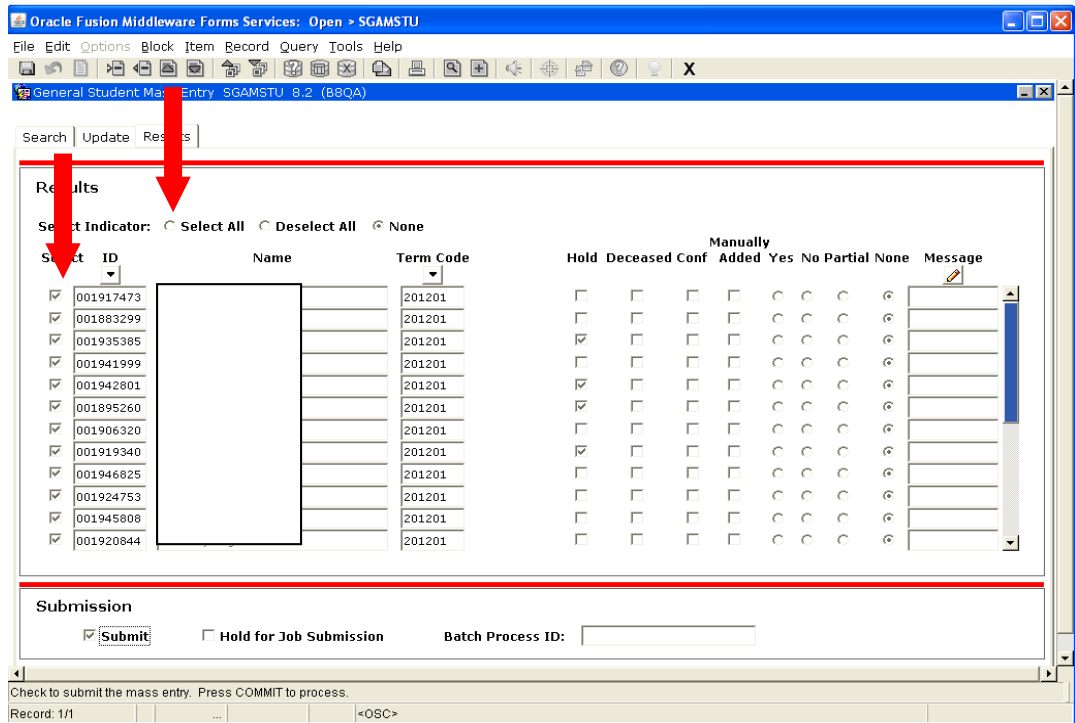 Oracle Fusion Middleware Forms Services: Open > SGAMSTU
File Edit Options Block Item Record Query Tools Help
General Student Mass Entry SGAMSTU 8.2 (B8QA)
Search Update Results
Results
Select Indicator: Select All Deselect All None
Manually
Select ID Name Term Code Hold Deceased Conf Added Yes No Partial None Message
001917473 201201
001883299 201201
001935385 201201
001941999 201201
001942801 201201
001895260 201201
001906320 201201
001919340 201201
001946825 201201
001924753 201201
001945808 201201
001920844 201201
Submission
Submit Hold for Job Submission Batch Process ID:
Check to submit the mass entry. Press COMMIT to process.
Record: 1/1 ... <OSC>